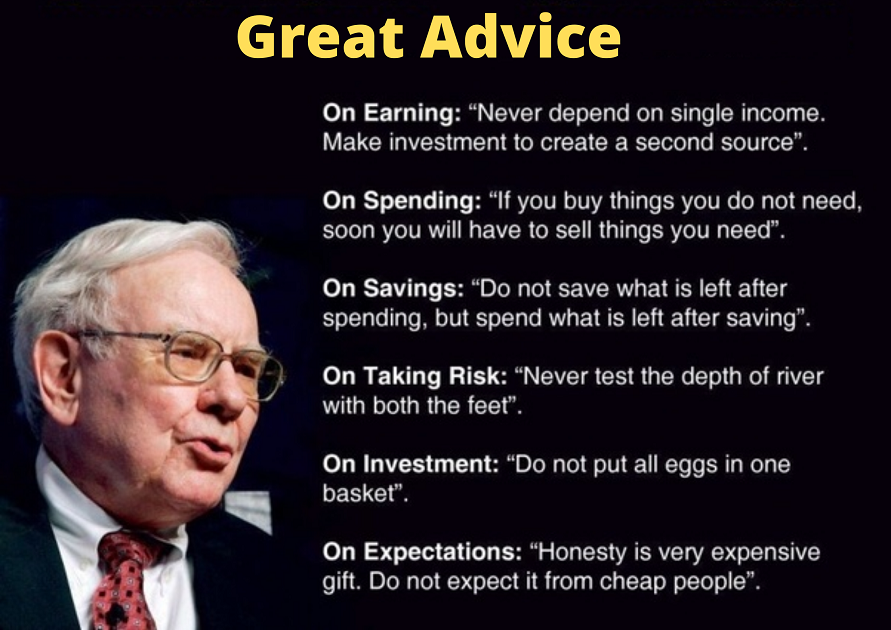 Great Advice
On Earning: “Never depend on single income.
Make investment to create a second source”.
On Spending: “If you buy things you do not need,
soon you will have to sell things you need”.
On Savings: “Do not save what is left after
spending, but spend what is left after saving”.
On Taking Risk: “Never test the depth of river
with both the feet”.
On Investment: “Do not put all eggs in one
basket”.
On Expectations: “Honesty is very expensive
gift. Do not expect it from cheap people”.